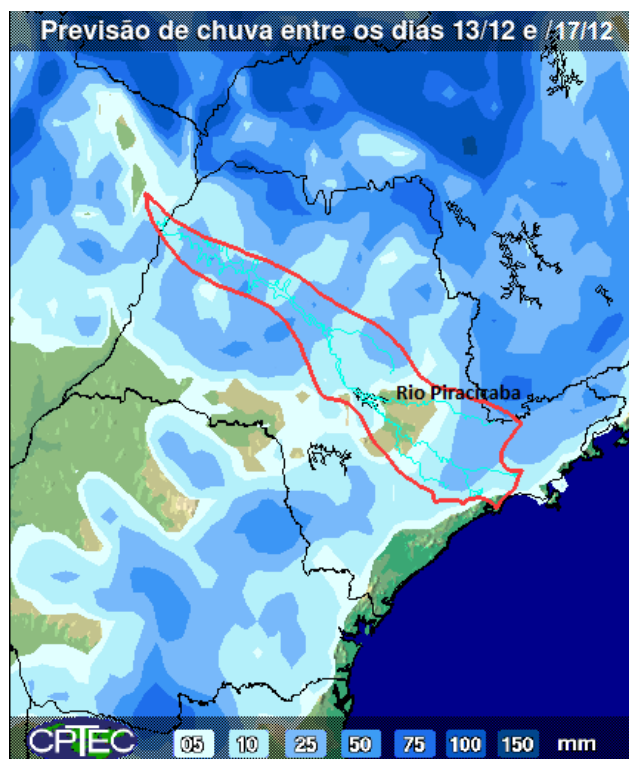 Previsão de chuva entre os dias 13/12 e /17/12
Rio Piracicaba
CPTEC 05 10 25 50 75 100 150 mm